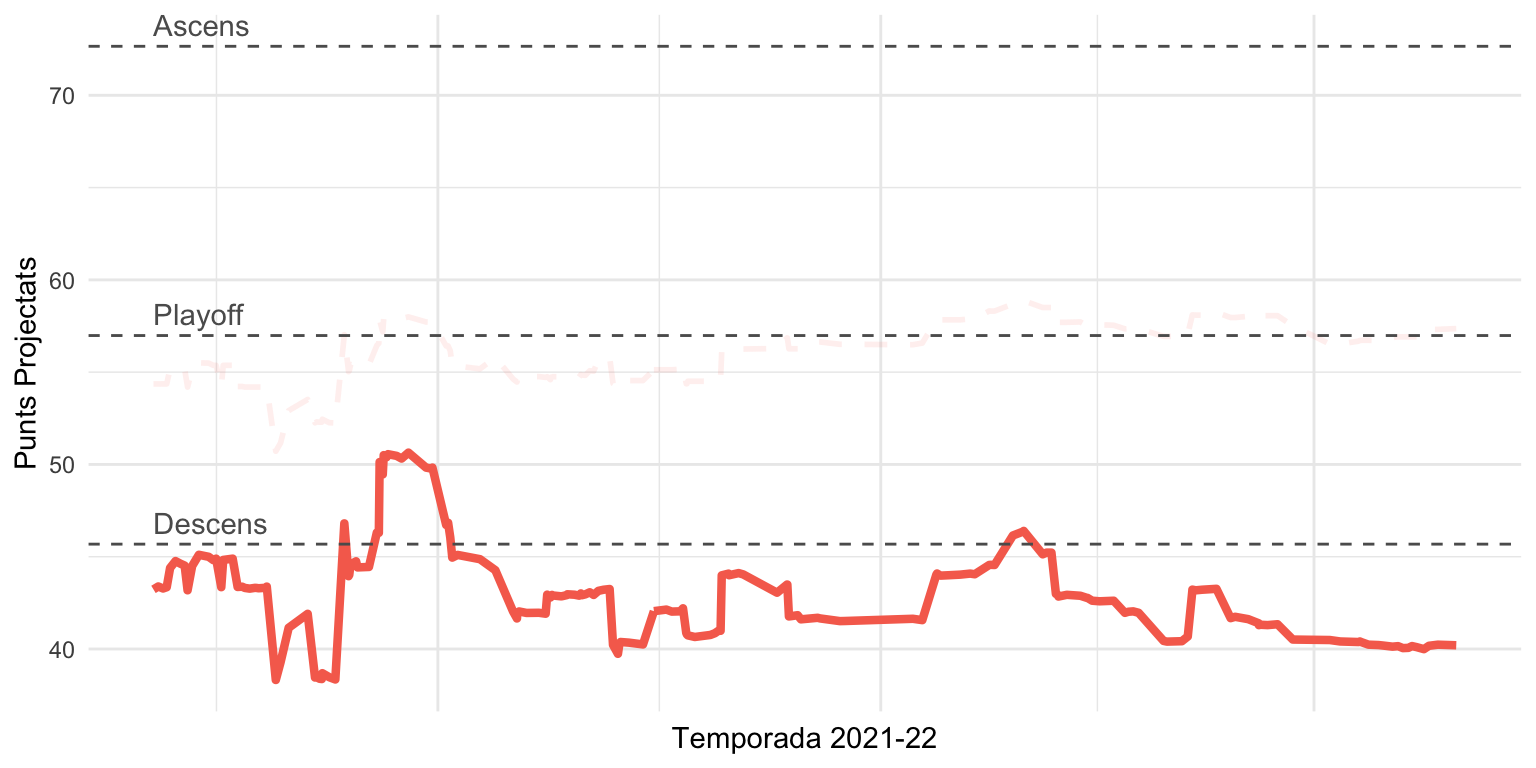 Ascens
70
60
Playoff
50
Descens
40
Punts Projectats
Temporada 2021-22